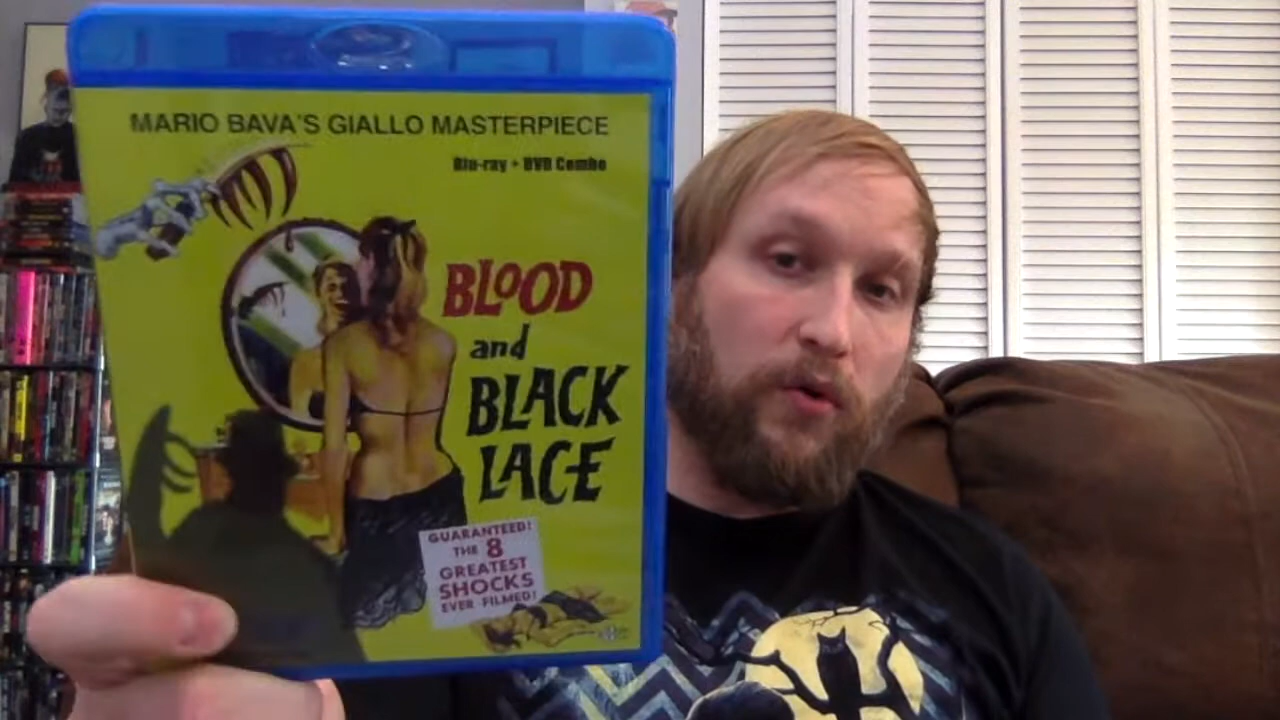 MARIO BAVA'S GIALLO MASTERPIECE
Blu-ray + DVD Combo
BLOOD
and
BLACK
LACE
GUARANTEED!
THE 8
GREATEST
SHOCKS
EVER FILMED!